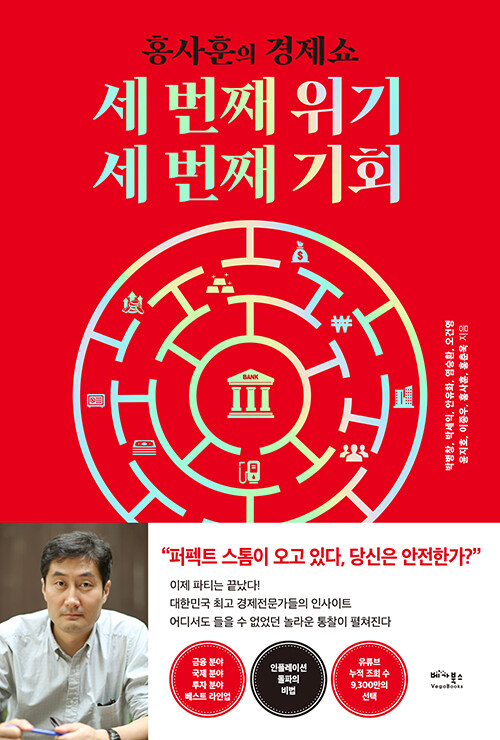 홍사훈의 경제쇼
세 번째 위기
세 번째 기회
$
₩
BANK
박병창, 박세익, 안유화, 염승환, 오건영
윤지호, 이종우, 홍사훈, 홍춘욱 지음
“퍼펙트 스톰이 오고 있다, 당신은 안전한가?”
이제 파티는 끝났다!
대한민국 최고 경제전문가들의 인사이트
어디서도 들을 수 없었던 놀라운 통찰이 펼쳐진다
금융 분야
국제 분야
투자 분야
베스트 라인업
인플레이션
돌파의
비법
유튜브
누적 조회 수
9,300만의
선택
베가북스
VegaBooks